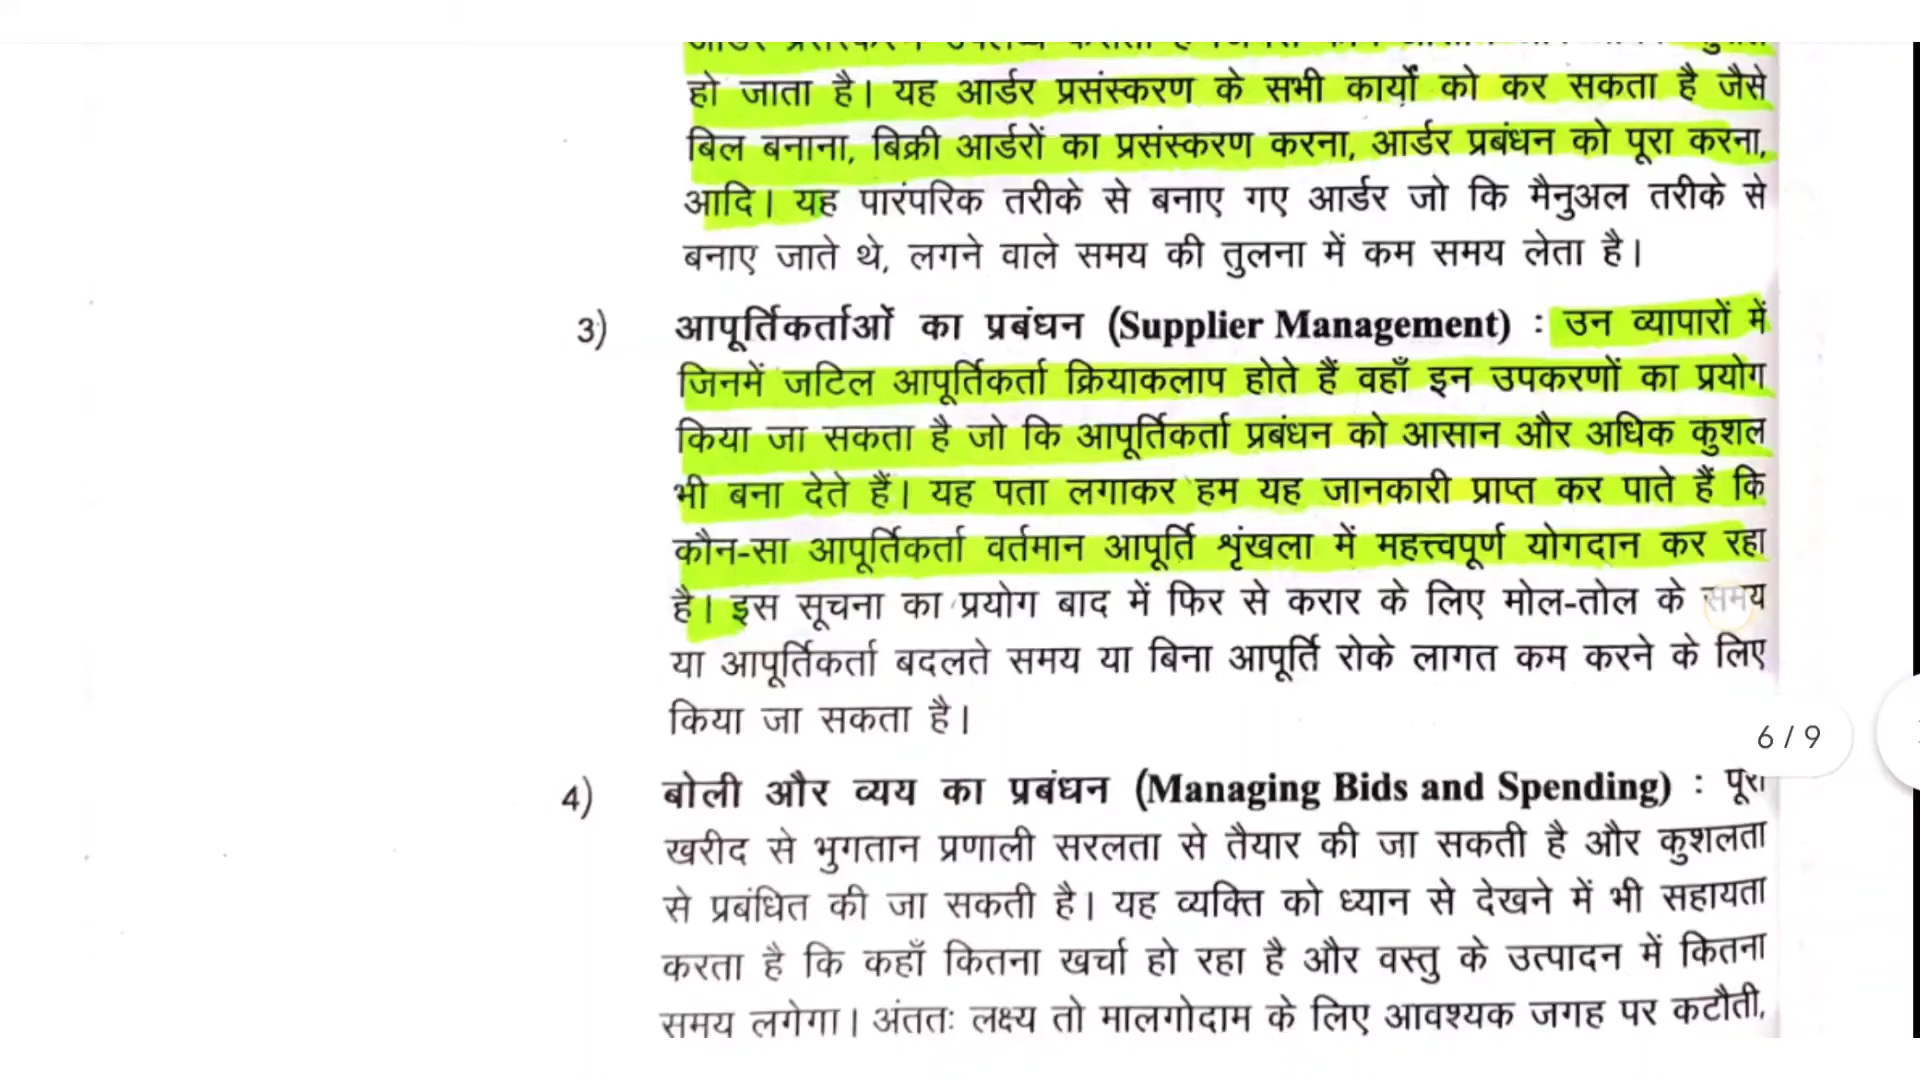 हो जाता है। यह आर्डर प्रसंस्करण के सभी कार्यों को कर सकता है जैसे
बिल बनाना, बिक्री आर्डरों का प्रसंस्करण करना, आर्डर प्रबंधन को पूरा करना,
आदि। यह पारंपरिक तरीके से बनाए गए आर्डर जो कि मैनुअल तरीके से
बनाए जाते थे, लगने वाले समय की तुलना में कम समय लेता है।
3) आपूर्तिकर्ताओं का प्रबंधन (Supplier Management) : उन व्यापारों में
जिनमें जटिल आपूर्तिकर्ता क्रियाकलाप होते हैं वहाँ इन उपकरणों का प्रयोग
किया जा सकता है जो कि आपूर्तिकर्ता प्रबंधन को आसान और अधिक कुशल
भी बना देते हैं। यह पता लगाकर हम यह जानकारी प्राप्त कर पाते हैं कि
कौन-सा आपूर्तिकर्ता वर्तमान आपूर्ति शृंखला में महत्त्वपूर्ण योगदान कर रहा
है। इस सूचना का प्रयोग बाद में फिर से करार के लिए मोल-तोल के समय
या आपूर्तिकर्ता बदलते समय या बिना आपूर्ति रोके लागत कम करने के लिए
किया जा सकता है।
6 / 9
4) बोली और व्यय का प्रबंधन (Managing Bids and Spending) : पूरा
खरीद से भुगतान प्रणाली सरलता से तैयार की जा सकती है और कुशलता
से प्रबंधित की जा सकती है। यह व्यक्ति को ध्यान से देखने में भी सहायता
करता है कि कहाँ कितना खर्चा हो रहा है और वस्तु के उत्पादन में कितना
समय लगेगा। अंततः लक्ष्य तो मालगोदाम के लिए आवश्यक जगह पर कटौती,